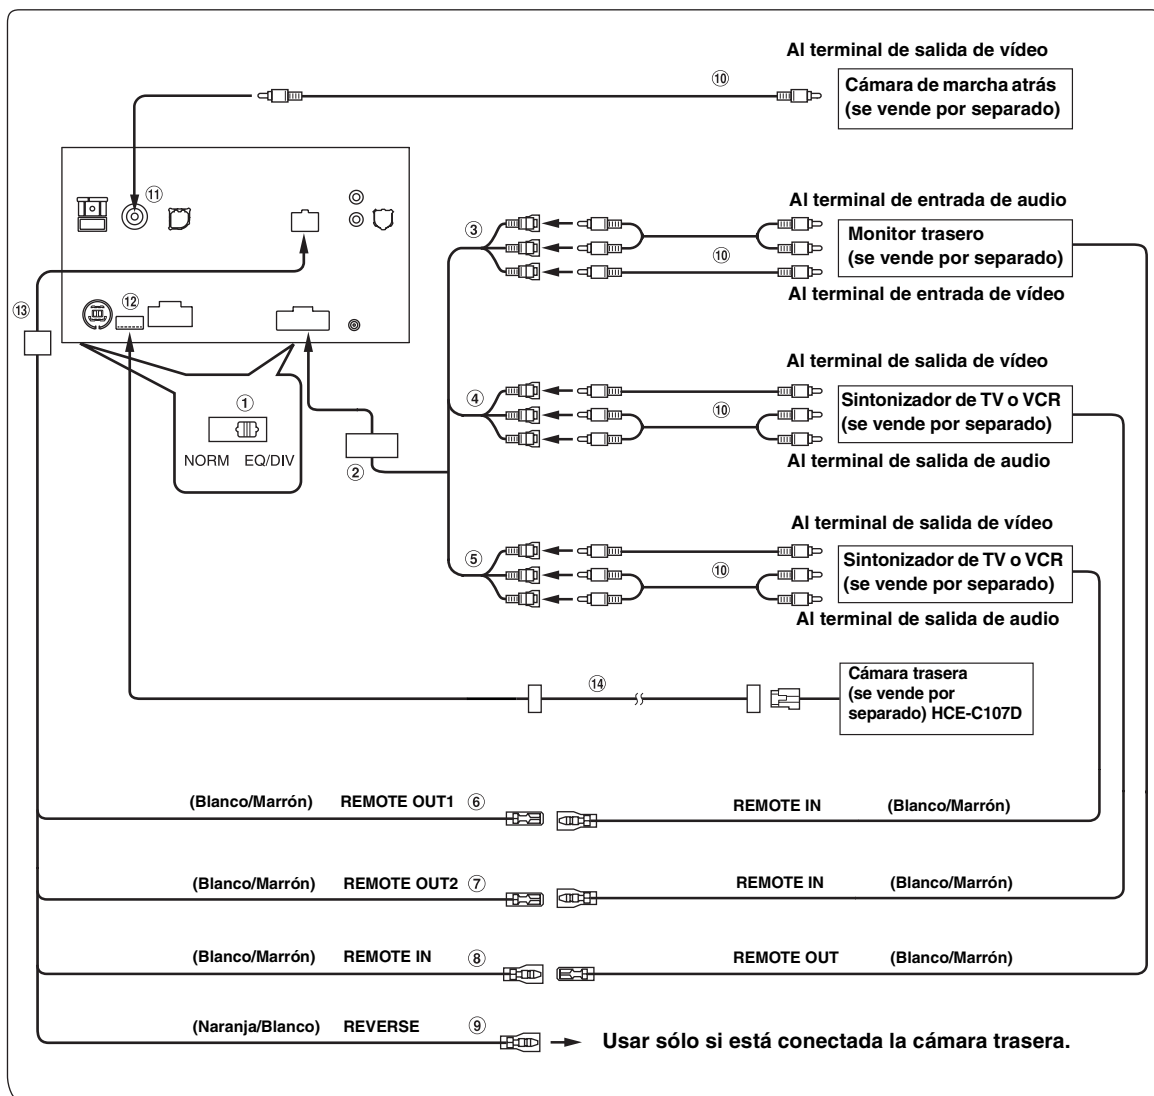 Al terminal de salida de vídeo
⑩
Cámara de marcha atrás
(se vende por separado)
⑪
Al terminal de entrada de audio
③
Monitor trasero
(se vende por separado)
⑩
Al terminal de entrada de vídeo
⑬
⑫
Al terminal de salida de vídeo
④
⑩
Sintonizador de TV o VCR
(se vende por separado)
①
NORM EQ/DIV
②
Al terminal de salida de audio
Al terminal de salida de vídeo
⑤
⑩
Sintonizador de TV o VCR
(se vende por separado)
Al terminal de salida de audio
⑭
Cámara trasera
(se vende por
separado) HCE-C107D
(Blanco/Marrón) REMOTE OUT1 ⑥ REMOTE IN (Blanco/Marrón)
(Blanco/Marrón) REMOTE OUT2 ⑦ REMOTE IN (Blanco/Marrón)
(Blanco/Marrón) REMOTE IN ⑧ REMOTE OUT (Blanco/Marrón)
(Naranja/Blanco) REVERSE ⑨ Usar sólo si está conectada la cámara trasera.